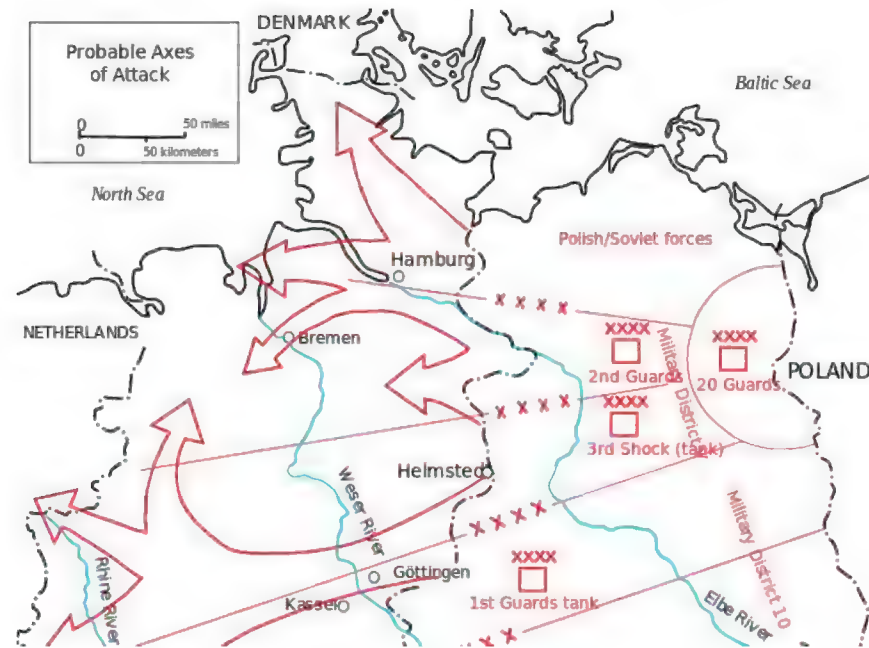 DENMARK
Probable Axes
of Attack
0 50 miles
0 50 kilometers
Baltic Sea
North Sea
Polish/Soviet forces
Hamburg
X X X X
NETHERLANDS
Bremen
XXXX
XXXX
2nd Guards
20 Guards
POLAND
Military District
X X X X
XXXX
3rd Shock (tank)
Helmsted
Weser River
X X X X
Military District 10
XXXX
Göttingen
1st Guards tank
Kassel
Rhine River
Elbe River
X X